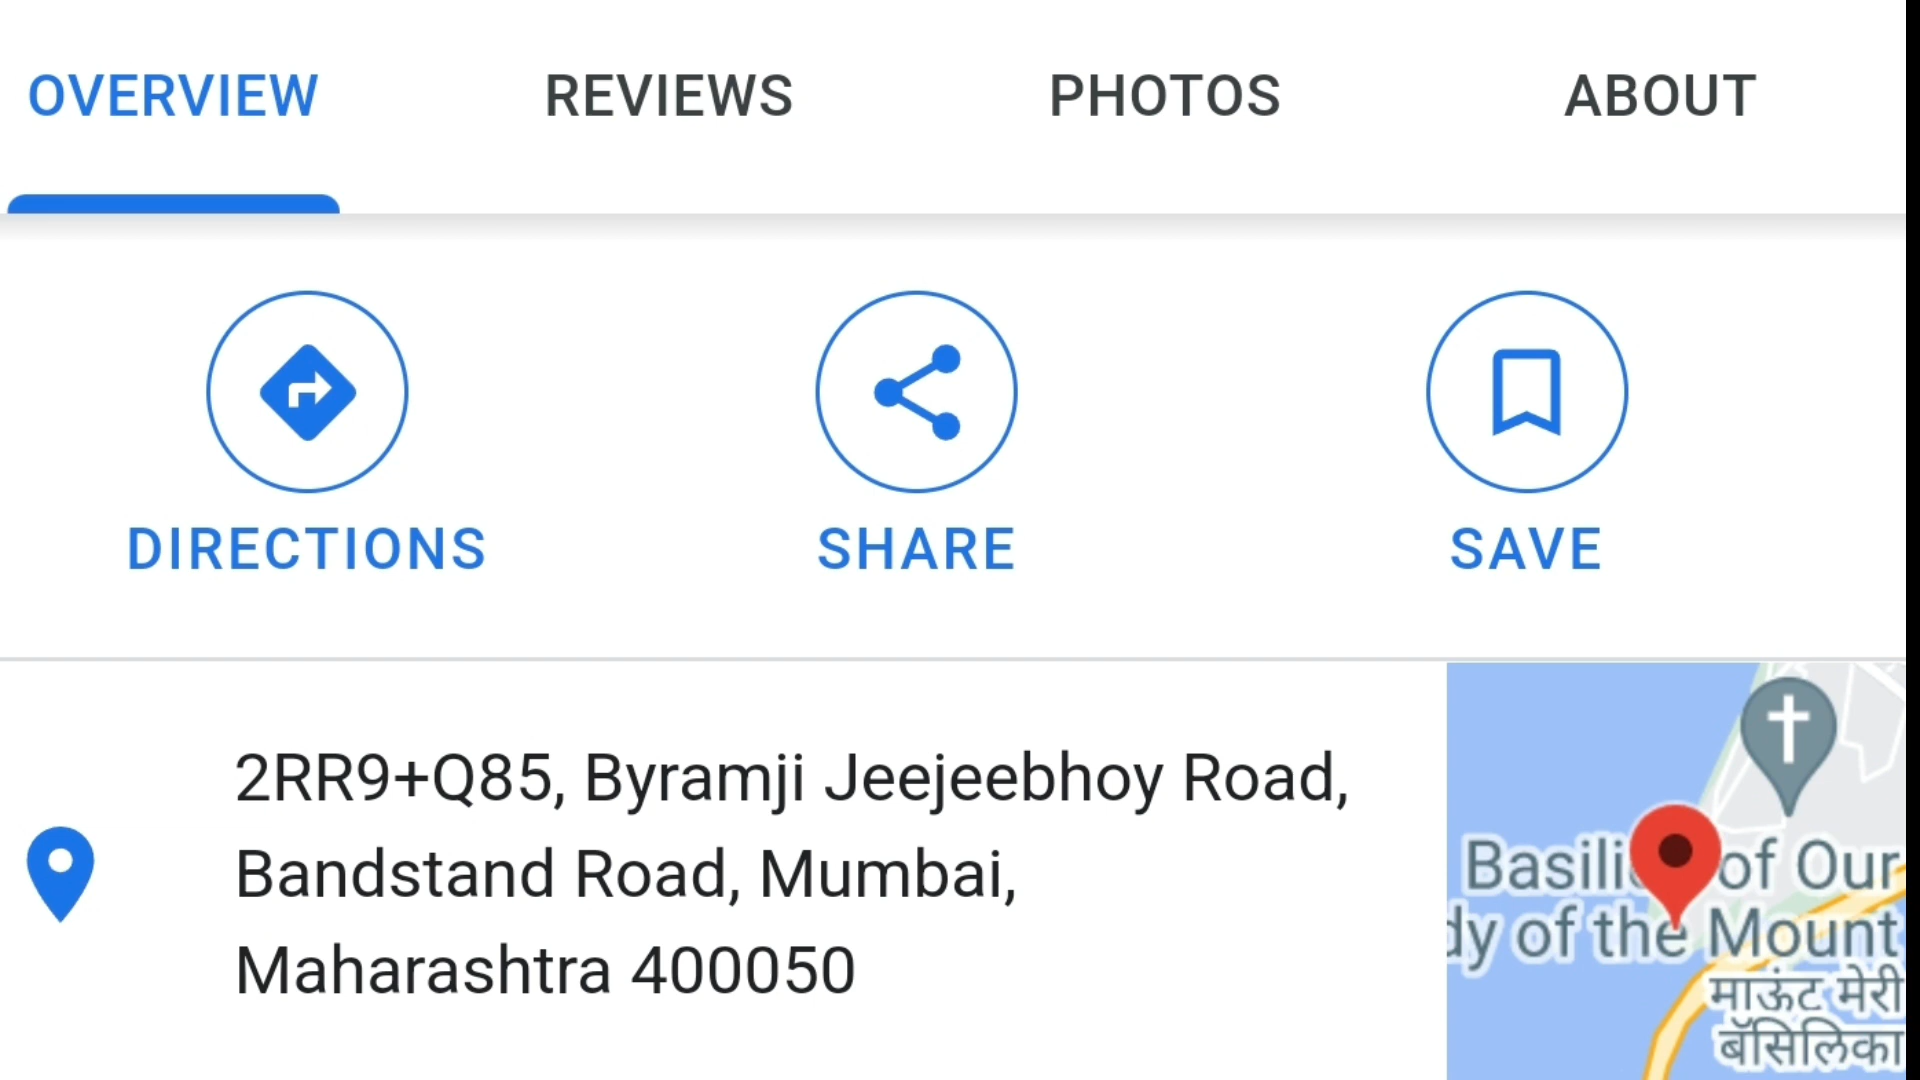 OVERVIEW REVIEWS PHOTOS ABOUT
DIRECTIONS SHARE SAVE
2RR9+Q85, Byramji Jeejeebhoy Road,
Bandstand Road, Mumbai,
Maharashtra 400050
of Our
dy of the Mount
माऊंट मेरी
बॅसिलिका